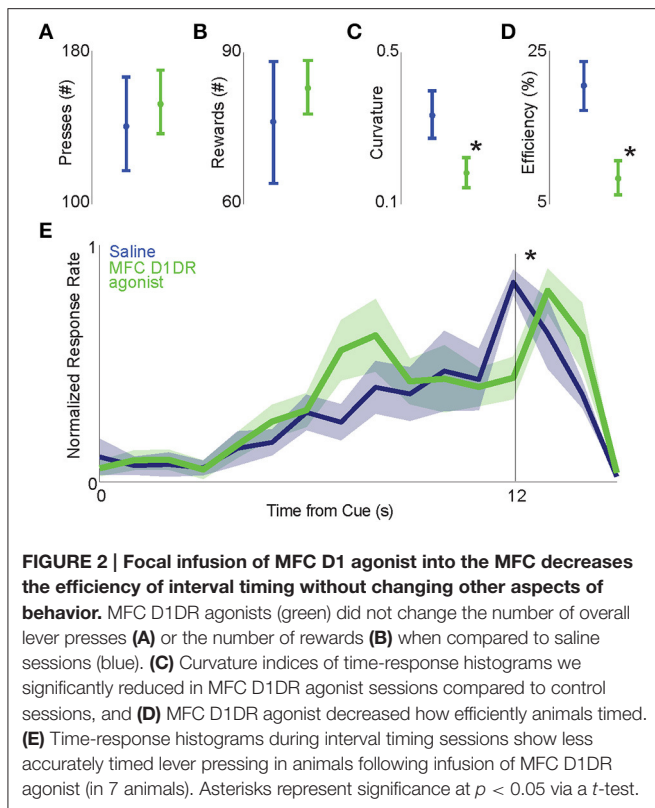 A
B
C
D
180
90
0.5
25
Presses (#)
Rewards (#)
Curvature
Efficiency (%)
*
*
100
60
0.1
5
E
1
Saline
MFC D1DR
agonist
*
Normalized Response Rate
0
0
12
Time from Cue (s)
FIGURE 2 | Focal infusion of MFC D1 agonist into the MFC decreases
the efficiency of interval timing without changing other aspects of
behavior. MFC D1DR agonists (green) did not change the number of overall
lever presses (A) or the number of rewards (B) when compared to saline
sessions (blue). (C) Curvature indices of time-response histograms we
significantly reduced in MFC D1DR agonist sessions compared to control
sessions, and (D) MFC D1DR agonist decreased how efficiently animals timed.
(E) Time-response histograms during interval timing sessions show less
accurately timed lever pressing in animals following infusion of MFC D1DR
agonist (in 7 animals). Asterisks represent significance at p < 0.05 via a t-test.